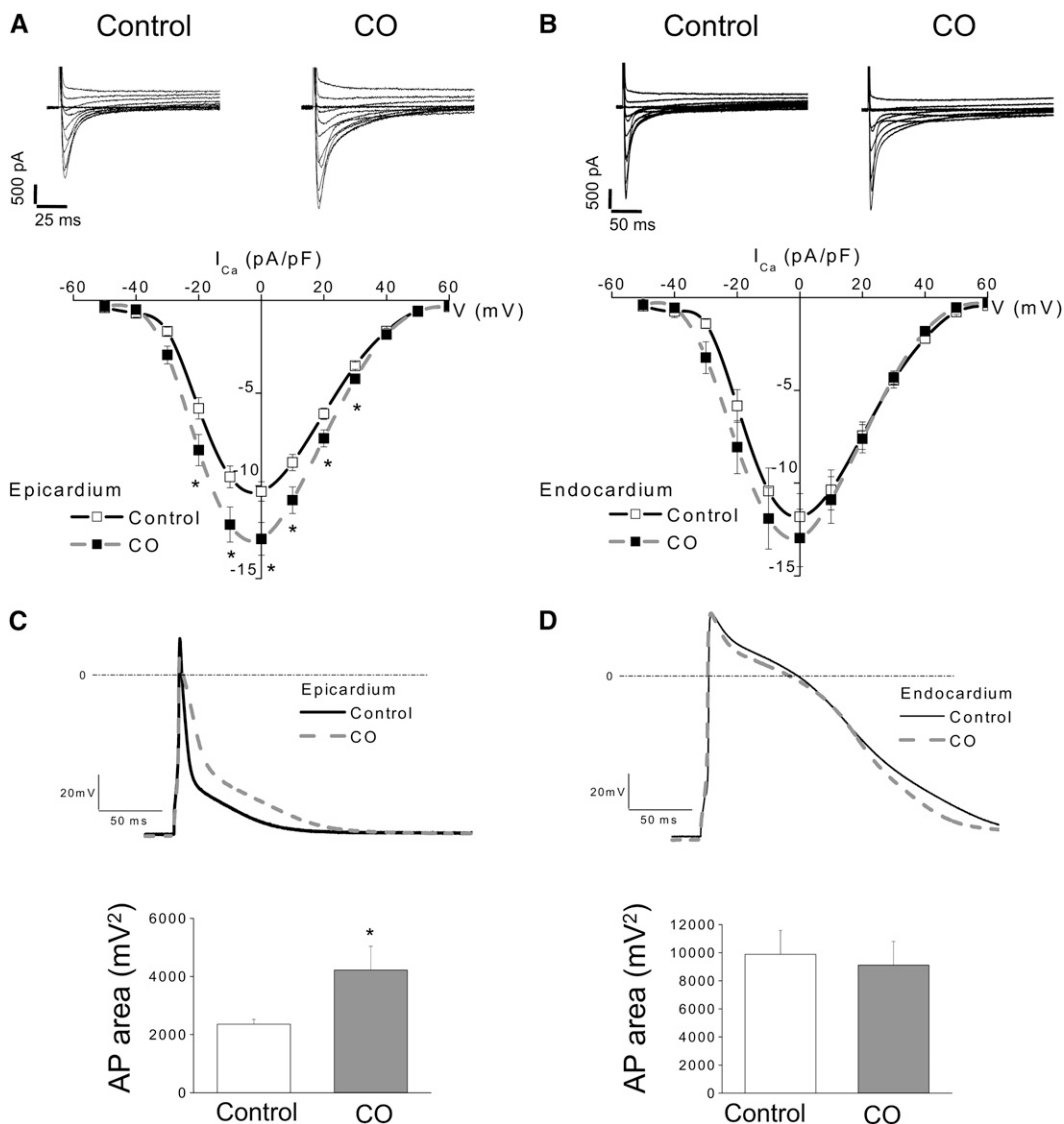 A
Control
CO
500 pA
25 ms
I_Ca (pA/pF)
-60 -40 -20 0 20 40 60
V (mV)
-5
-10
-15
Epicardium
Control
CO
* * * * * *
B
Control
CO
500 pA
50 ms
I_Ca (pA/pF)
-60 -40 -20 0 20 40 60
V (mV)
-5
-10
-15
Endocardium
Control
CO
C
0
Epicardium
Control
CO
20mV
50 ms
AP area (mV²)
6000
4000
2000
0
*
Control
CO
D
0
Endocardium
Control
CO
20mV
50 ms
AP area (mV²)
12000
10000
8000
6000
4000
2000
0
Control
CO